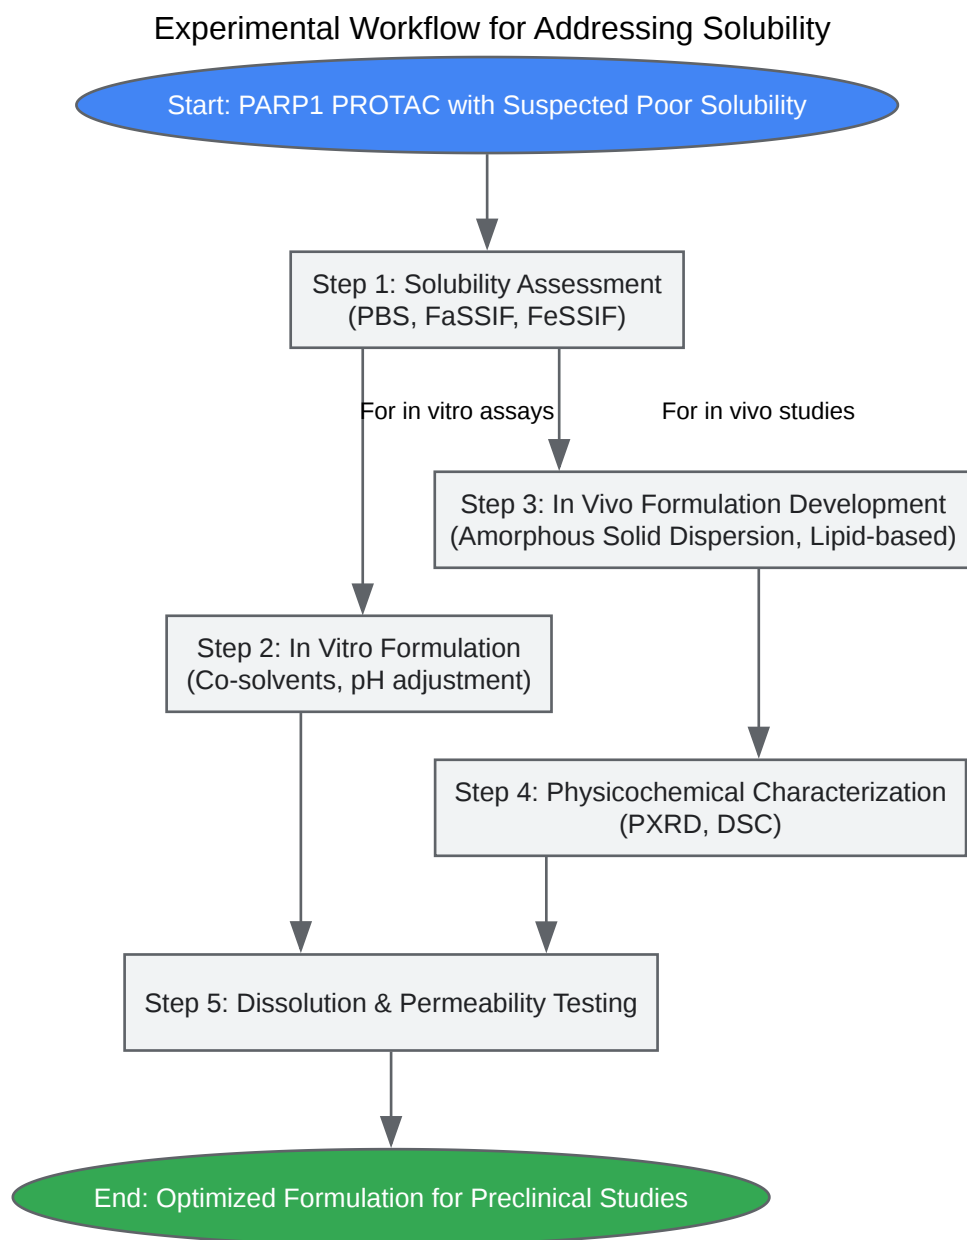 Experimental Workflow for Addressing Solubility
Start: PARP1 PROTAC with Suspected Poor Solubility
Step 1: Solubility Assessment
(PBS, FaSSIF, FeSSIF)
For in vitro assays
For in vivo studies
Step 3: In Vivo Formulation Development
(Amorphous Solid Dispersion, Lipid-based)
Step 2: In Vitro Formulation
(Co-solvents, pH adjustment)
Step 4: Physicochemical Characterization
(PXRD, DSC)
Step 5: Dissolution & Permeability Testing
End: Optimized Formulation for Preclinical Studies